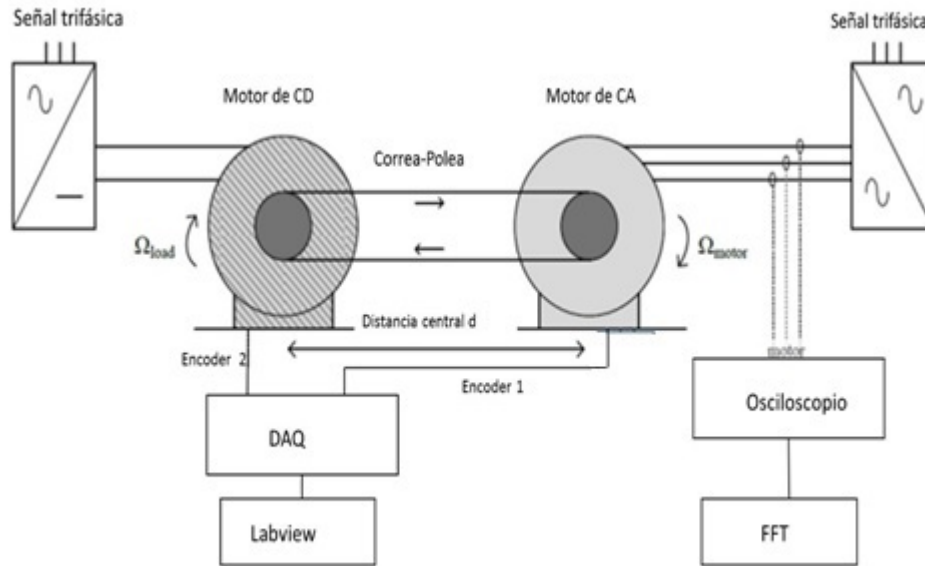 Señal trifásica
Señal trifásica
Motor de CD
Motor de CA
Correa-Polea
Ωload
Ωmotor
Distancia central d
Encoder 2
Encoder 1
motor
DAQ
Osciloscopio
Labview
FFT